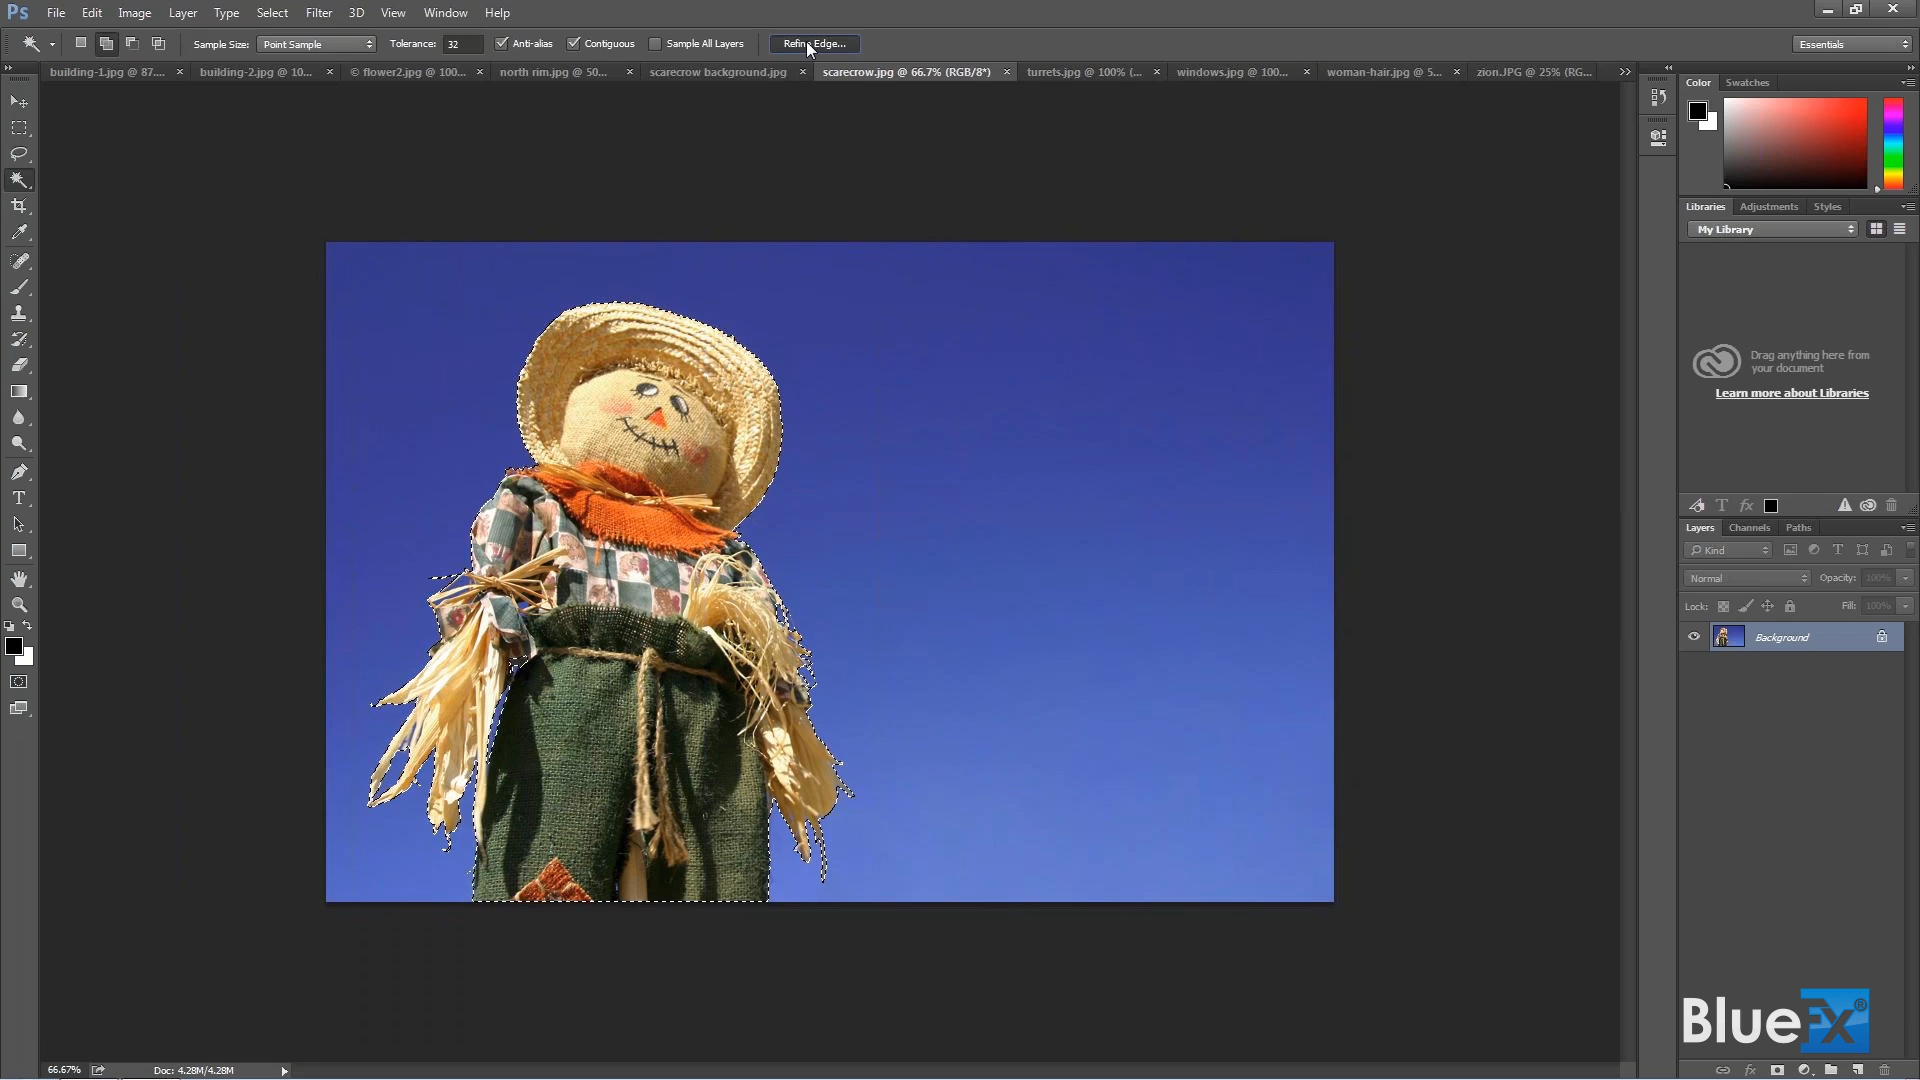 Ps File Edit Image Layer Type Select Filter 3D View Window Help
Sample Size: Point Sample Tolerance: 32 Anti-alias Contiguous Sample All Layers Refine Edge... Essentials
building-1.jpg @ 87.... × building-2.jpg @ 10... × © flower2.jpg @ 100... × north rim.jpg @ 50... × scarecrow background.jpg × scarecrow.jpg @ 66.7% (RGB/8*) × turrets.jpg @ 100% (... × windows.jpg @ 100... × woman-hair.jpg @ 5... × zion.JPG @ 25% (RG...
Color Swatches
Libraries Adjustments Styles
My Library
Drag anything here from
your document
Learn more about Libraries
T fx
Layers Channels Paths
Kind T
Normal Opacity: 100%
Lock: Fill: 100%
Background
BlueFX®
66.67% Doc: 4.28M/4.28M fx